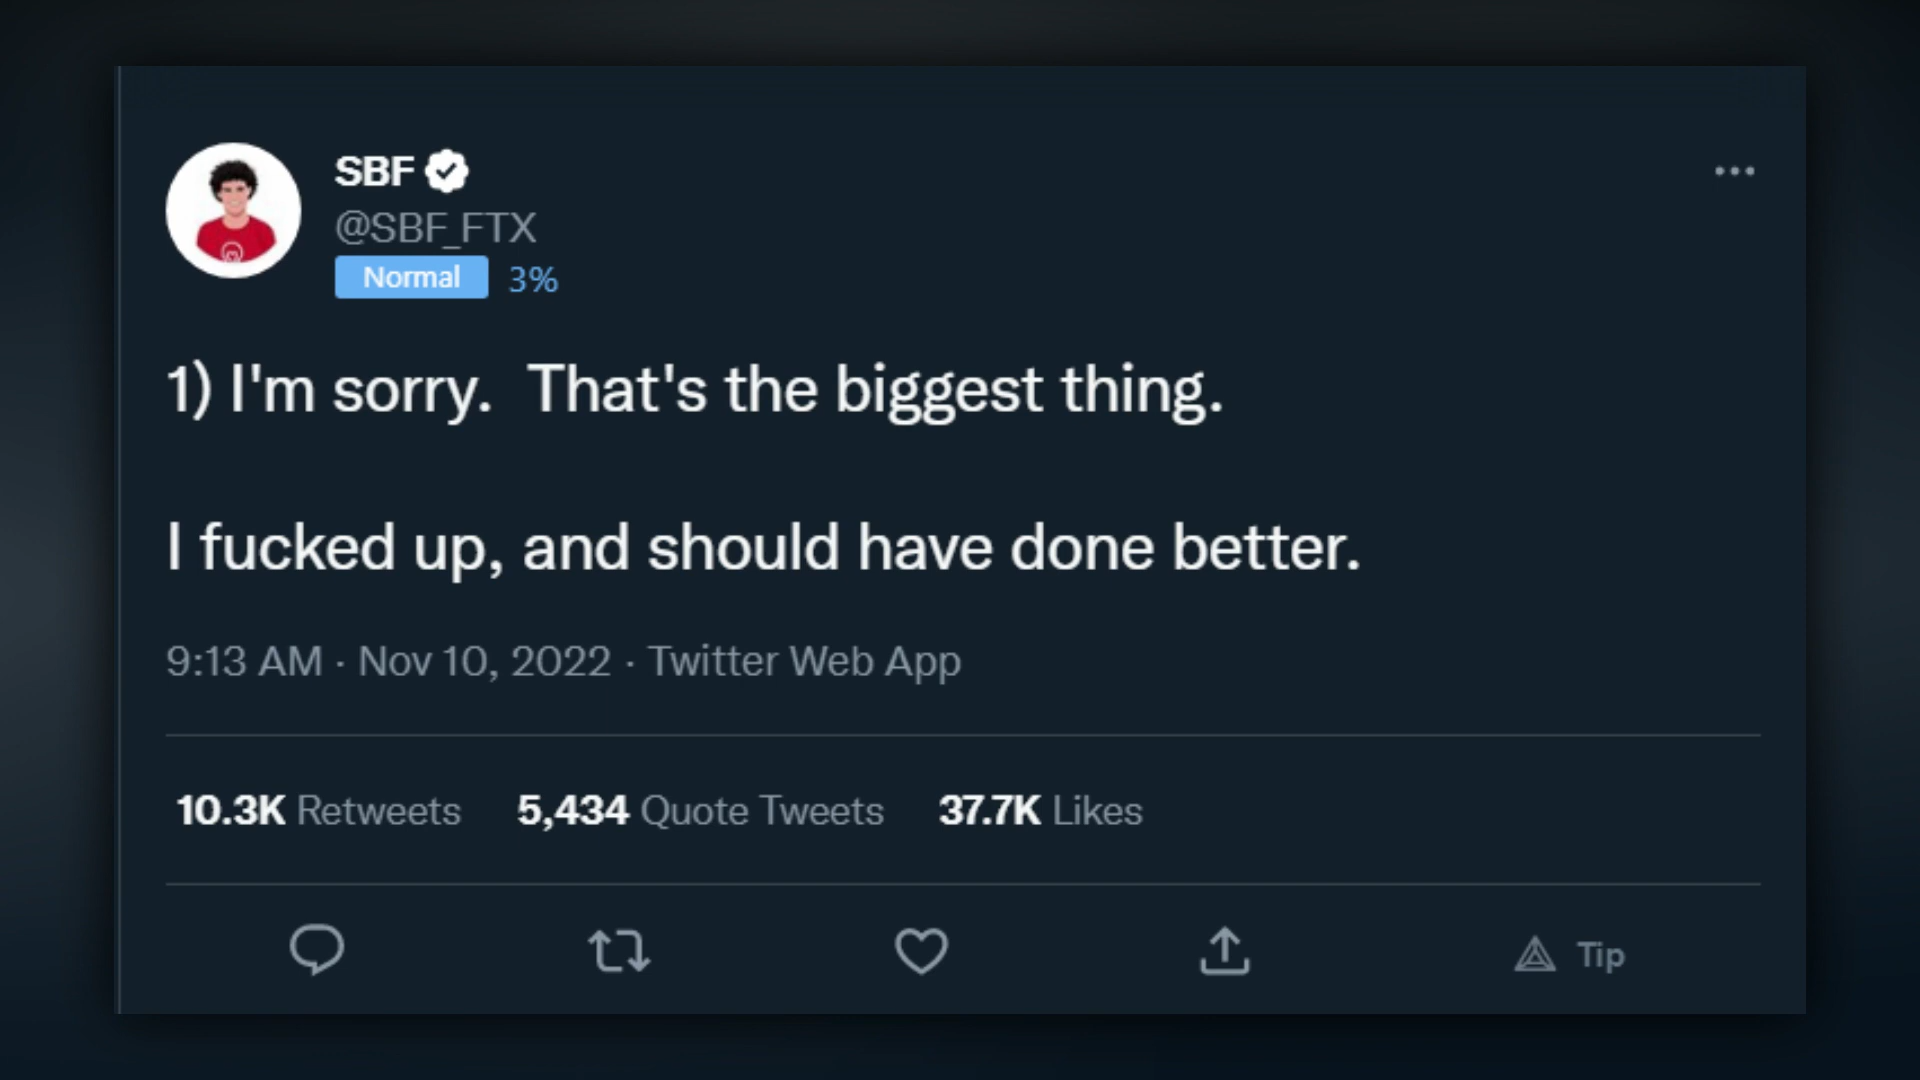 SBF
@SBF_FTX
Normal 3%
1) I'm sorry.  That's the biggest thing.
I fucked up, and should have done better.
9:13 AM · Nov 10, 2022 · Twitter Web App
10.3K Retweets 5,434 Quote Tweets 37.7K Likes
Tip